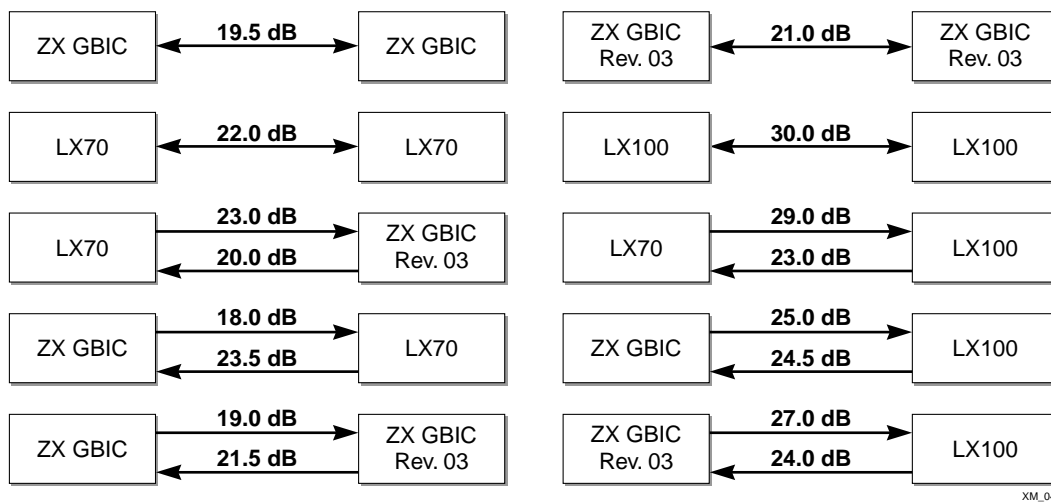 ZX GBIC
19.5 dB
ZX GBIC
ZX GBIC
Rev. 03
21.0 dB
ZX GBIC
Rev. 03
LX70
22.0 dB
LX70
LX100
30.0 dB
LX100
LX70
23.0 dB
20.0 dB
ZX GBIC
Rev. 03
LX70
29.0 dB
23.0 dB
LX100
ZX GBIC
18.0 dB
23.5 dB
LX70
ZX GBIC
25.0 dB
24.5 dB
LX100
ZX GBIC
19.0 dB
21.5 dB
ZX GBIC
Rev. 03
ZX GBIC
Rev. 03
27.0 dB
24.0 dB
LX100